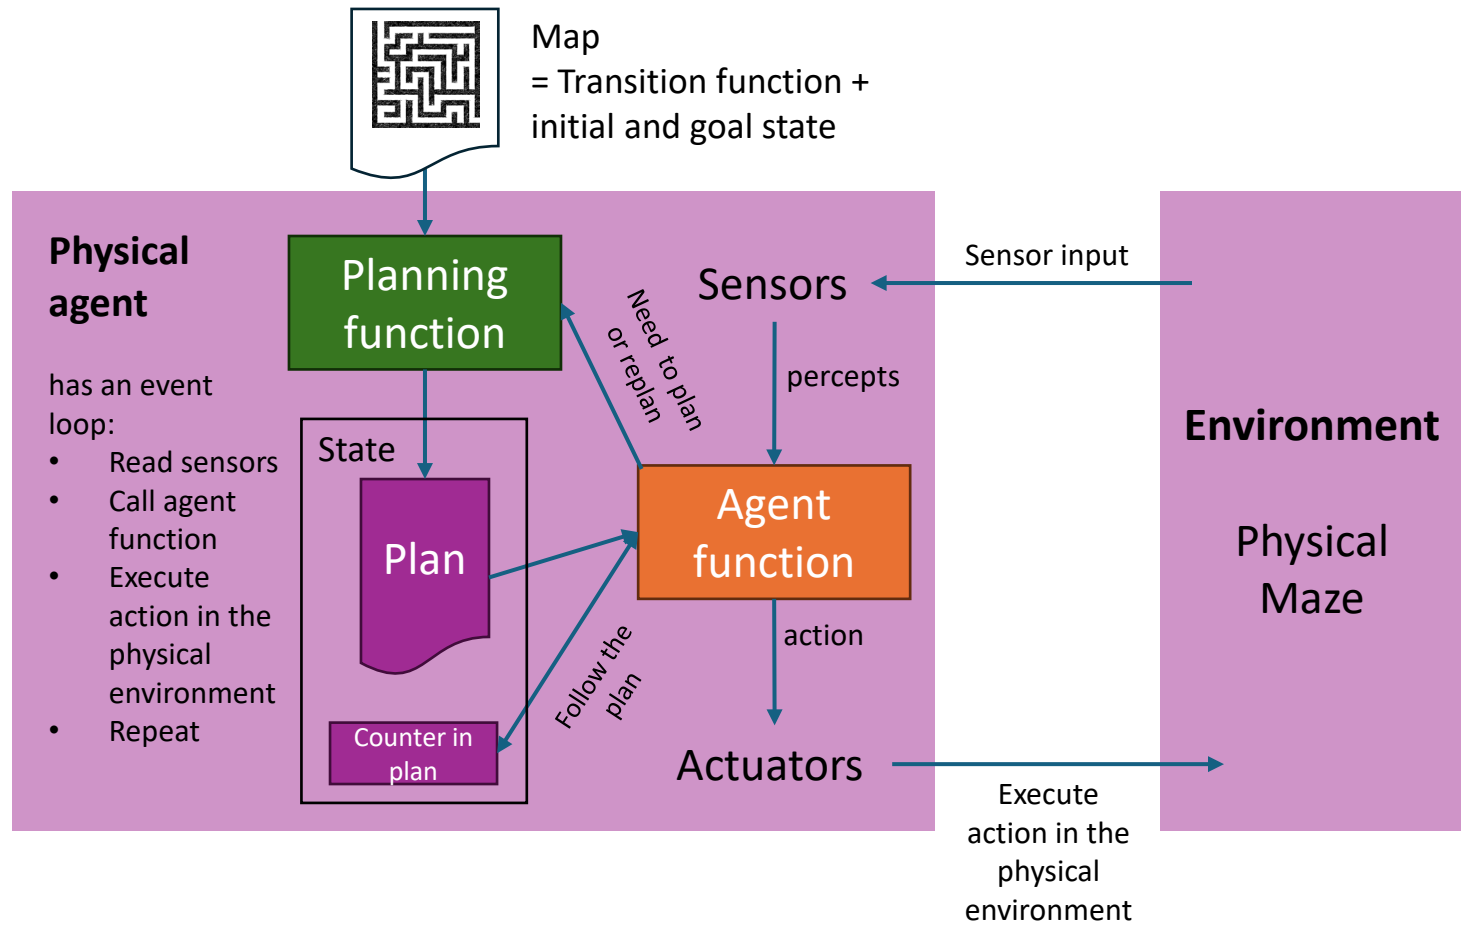 Map
= Transition function +
initial and goal state
Physical
agent
has an event
loop:
• Read sensors
• Call agent
function
• Execute
action in the
physical
environment
• Repeat
Planning
function
State
Plan
Counter in
plan
Need to plan
or replan
Follow the
plan
Sensors
percepts
Agent
function
action
Actuators
Sensor input
Execute
action in the
physical
environment
Environment
Physical
Maze